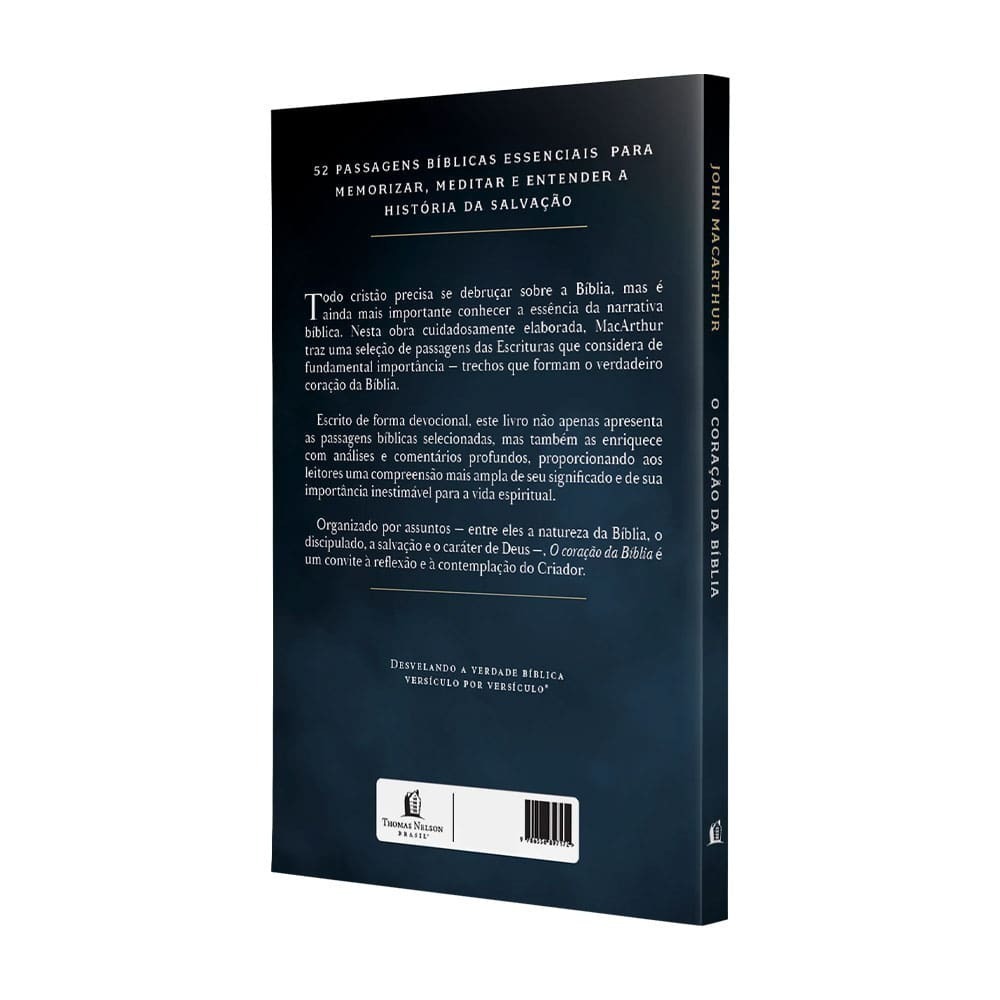 52 PASSAGENS BÍBLICAS ESSENCIAIS PARA
MEMORIZAR, MEDITAR E ENTENDER A
HISTÓRIA DA SALVAÇÃO
Todo cristão precisa se debruçar sobre a Bíblia, mas é
ainda mais importante conhecer a essência da narrativa
bíblica. Nesta obra cuidadosamente elaborada, MacArthur
traz uma seleção de passagens das Escrituras que considera de
fundamental importância – trechos que formam o verdadeiro
coração da Bíblia.
Escrito de forma devocional, este livro não apenas apresenta
as passagens bíblicas selecionadas, mas também as enriquece
com análises e comentários profundos, proporcionando aos
leitores uma compreensão mais ampla de seu significado e de sua
importância inestimável para a vida espiritual.
Organizado por assuntos – entre eles a natureza da Bíblia, o
discipulado, a salvação e o caráter de Deus –, O coração da Bíblia é
um convite à reflexão e à contemplação do Criador.
DESVELANDO A VERDADE BÍBLICA
VERSÍCULO POR VERSÍCULO®
THOMAS NELSON
BRASIL®
JOHN MACARTHUR
O CORAÇÃO DA BÍBLIA